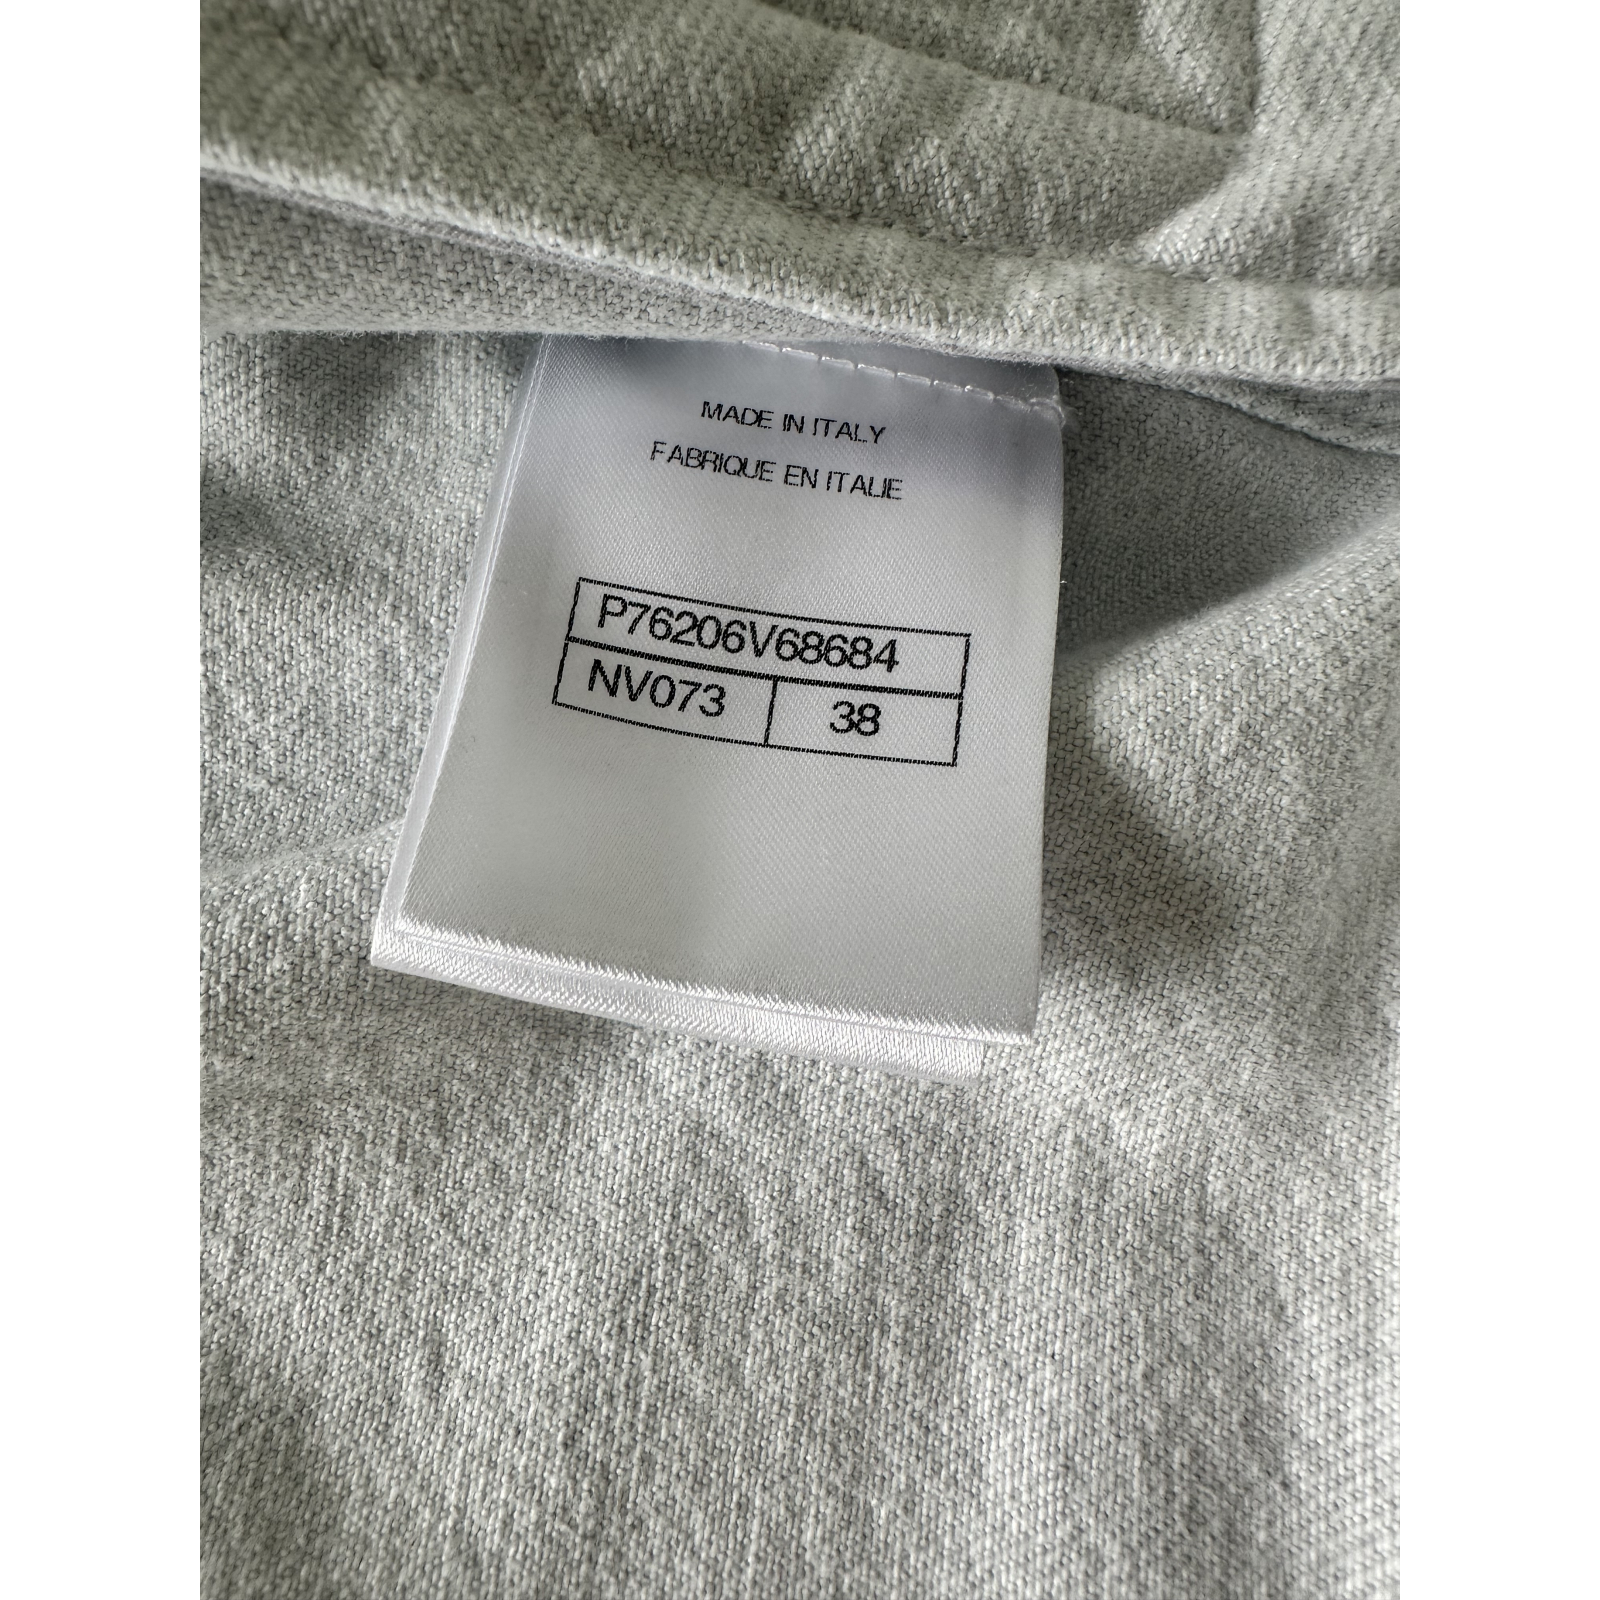 MADE IN ITALY
FABRIQUE EN ITALIE
P76206V68684
NV073 38